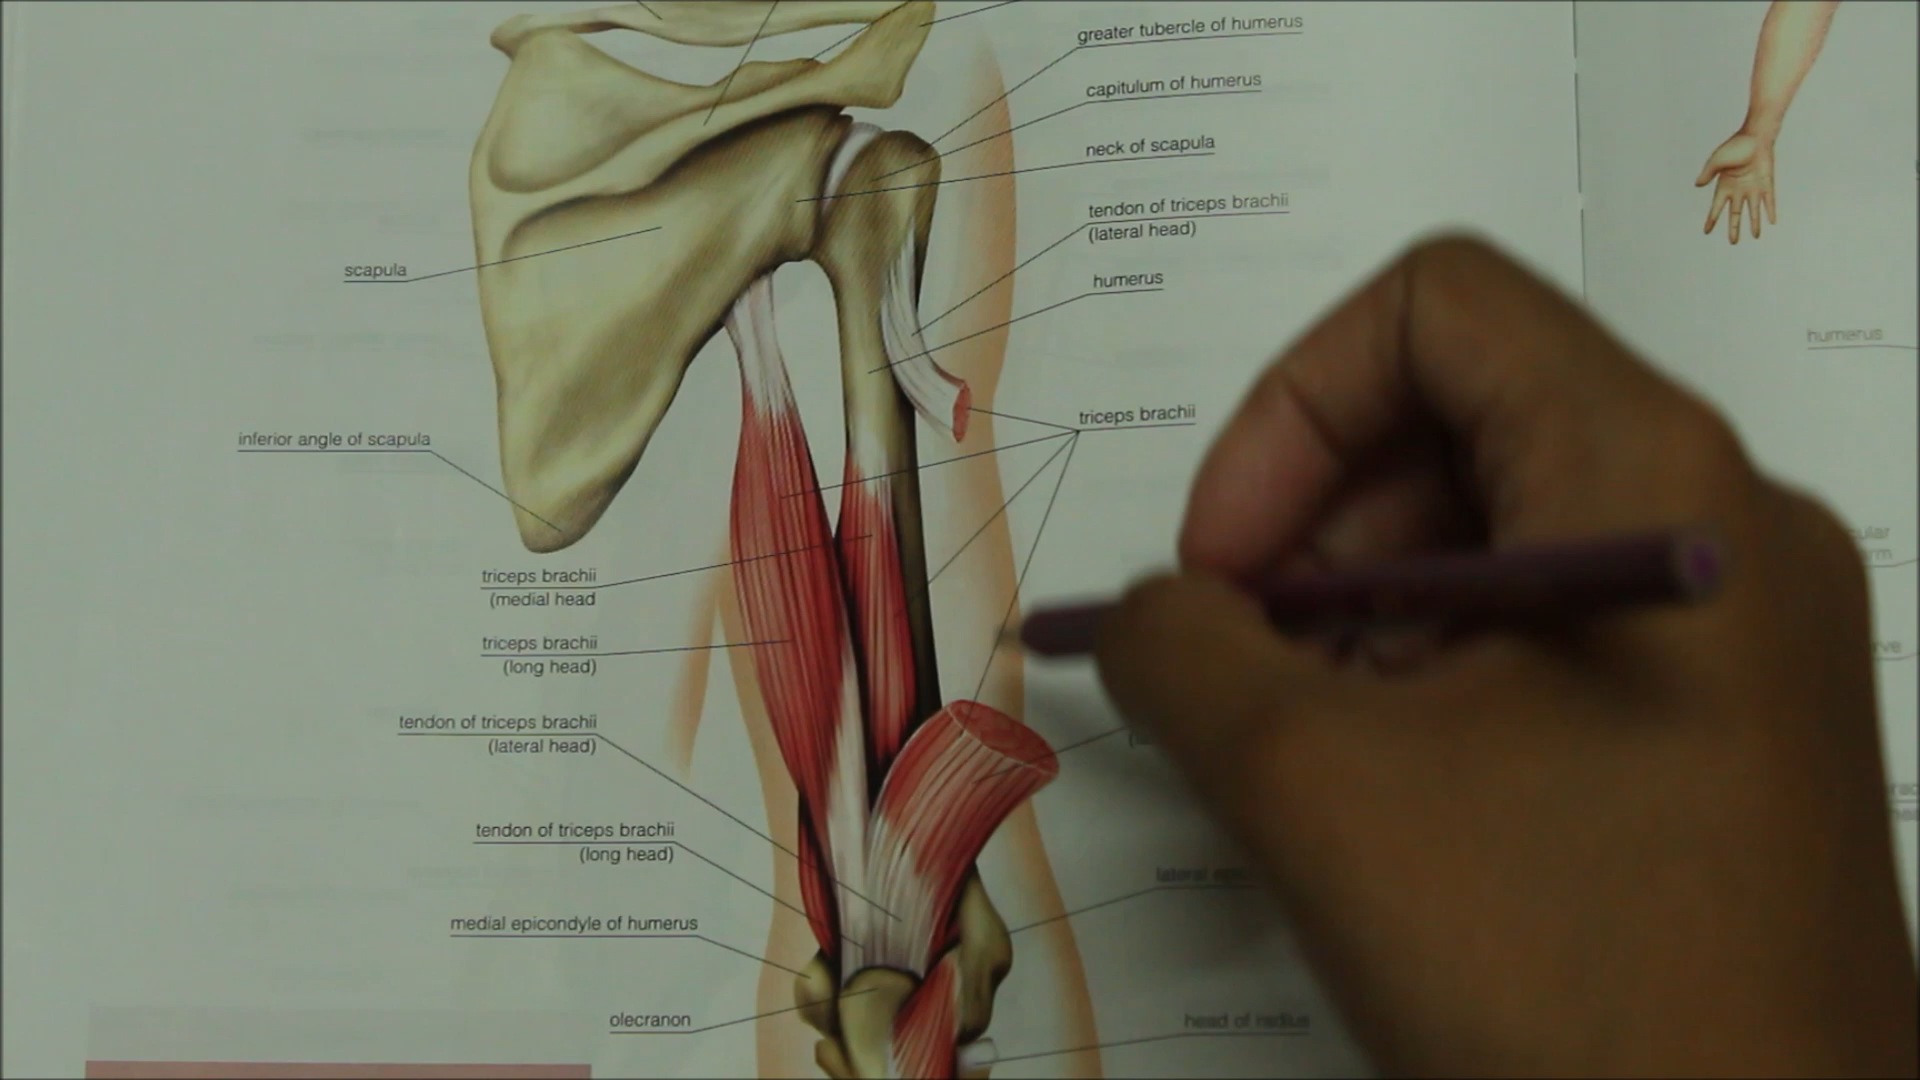 greater tubercle of humerus
capitulum of humerus
neck of scapula
tendon of triceps brachii
(lateral head)
scapula
humerus
humerus
triceps brachii
inferior angle of scapula
triceps brachii
(medial head
triceps brachii
(long head)
tendon of triceps brachii
(lateral head)
tendon of triceps brachii
(long head)
lateral
medial epicondyle of humerus
olecranon
head of radius